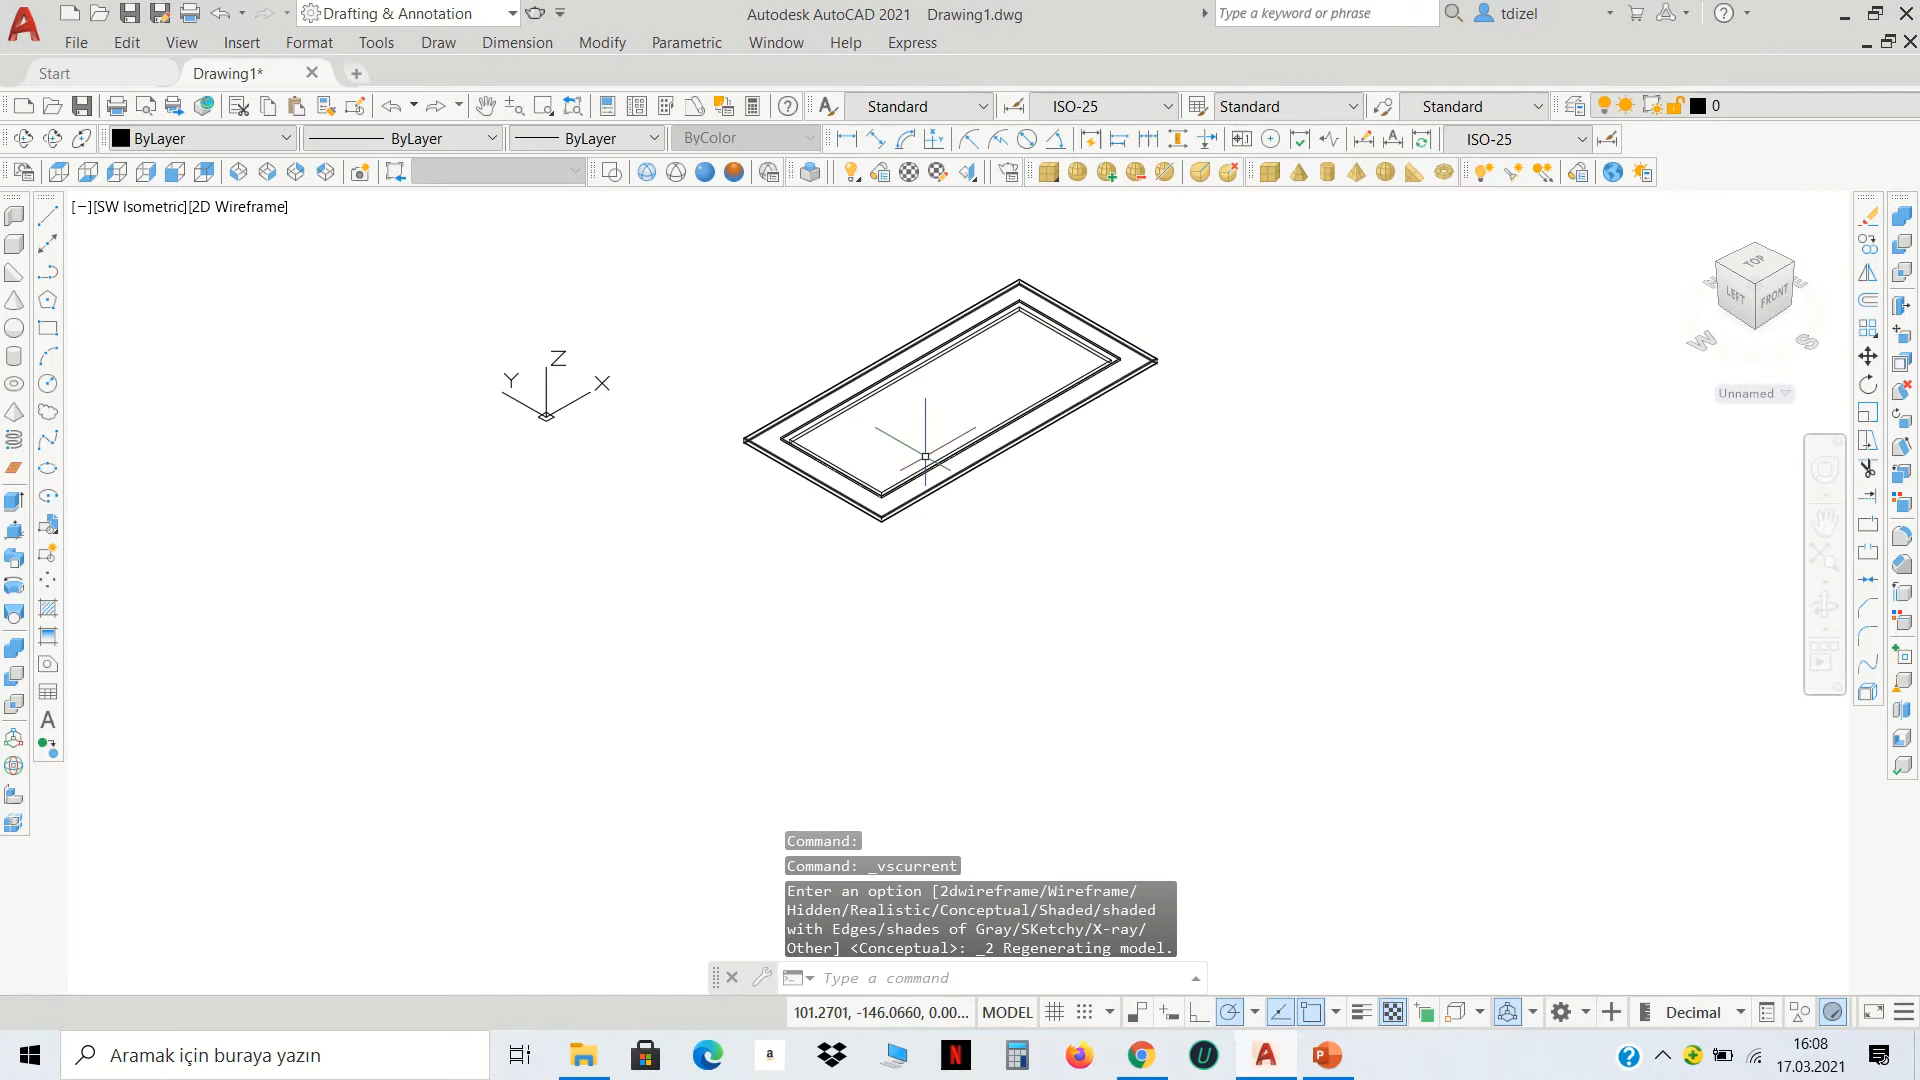 Drafting & Annotation
Autodesk AutoCAD 2021 Drawing1.dwg
Type a keyword or phrase
tdizel
File Edit View Insert Format Tools Draw Dimension Modify Parametric Window Help Express
Start
Drawing1*
Standard
ISO-25
Standard
Standard
0
ByLayer
ByLayer
ByLayer
ByColor
ISO-25
[−][SW Isometric][2D Wireframe]
Z
Y
X
TOP
LEFT
FRONT
W
S
Unnamed
Command:
Command: _vscurrent
Enter an option [2dwireframe/Wireframe/
Hidden/Realistic/Conceptual/Shaded/shaded
with Edges/shades of Gray/SKetchy/X-ray/
Other] <Conceptual>: _2 Regenerating model.
Type a command
101.2701, -146.0660, 0.00...
MODEL
Decimal
Aramak için buraya yazın
a
16:08
17.03.2021